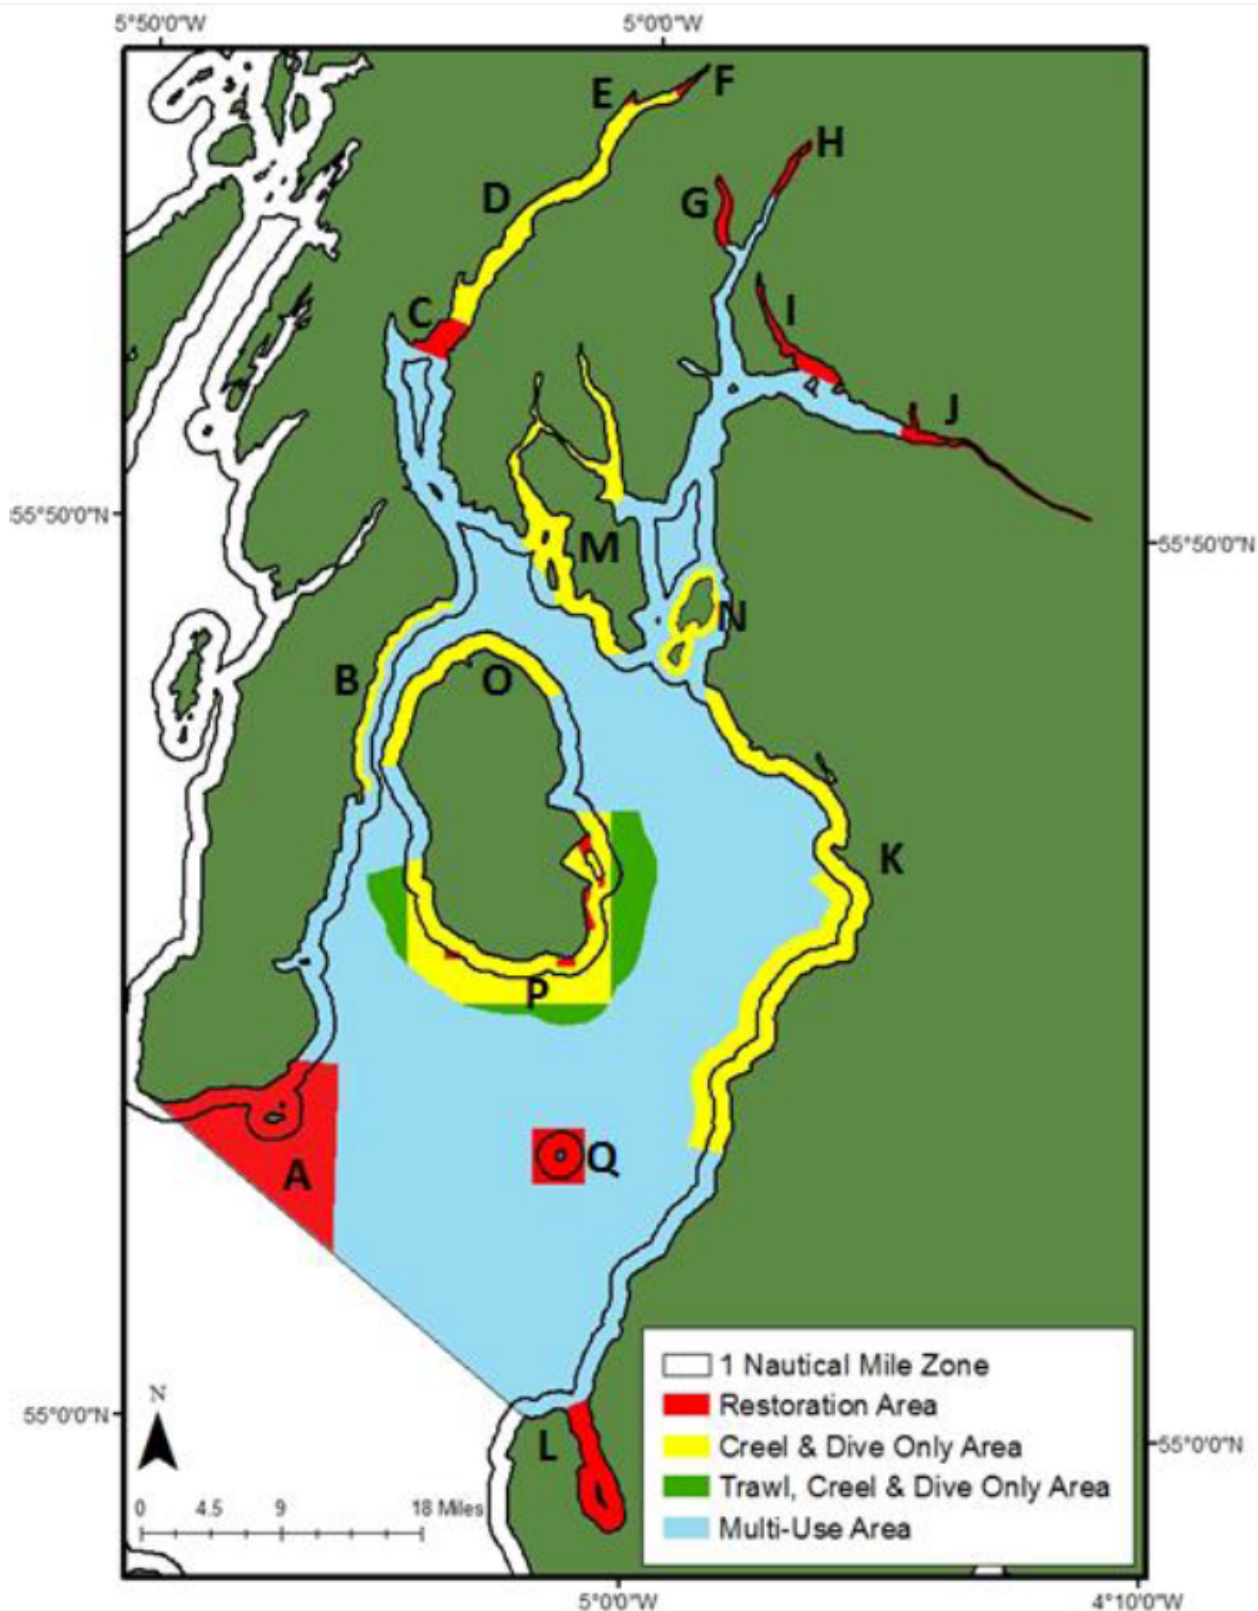 5°50'0"W
5°0'0"W
E
F
H
D
G
C
I
J
55°50'0"N
55°50'0"N
M
N
B
O
K
P
A
Q
N
1 Nautical Mile Zone
Restoration Area
Creel & Dive Only Area
Trawl, Creel & Dive Only Area
Multi-Use Area
55°0'0"N
L
55°0'0"N
0 4.5 9 18 Miles
5°0'0"W
4°10'0"W